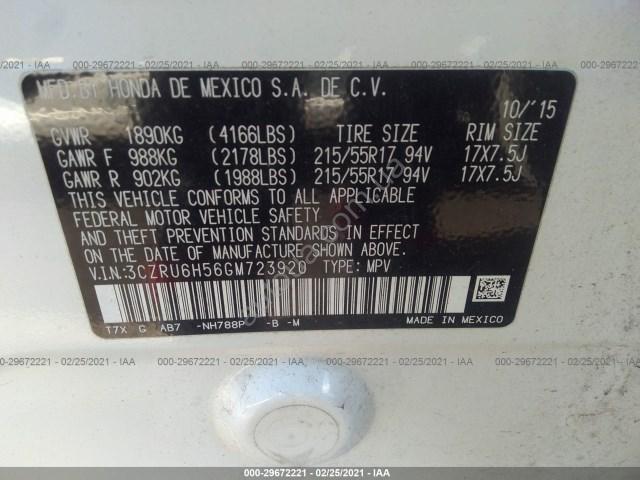 000-29672221 - 02/25/2021 - IAA
MFD.BY HONDA DE MEXICO S.A. DE C.V.
10/'15
GVWR 1890KG (4166LBS) TIRE SIZE RIM SIZE
GAWR F 988KG (2178LBS) 215/55R17 94V 17X7.5J
GAWR R 902KG (1988LBS) 215/55R17 94V 17X7.5J
THIS VEHICLE CONFORMS TO ALL APPLICABLE
FEDERAL MOTOR VEHICLE SAFETY
AND THEFT PREVENTION STANDARDS IN EFFECT
ON THE DATE OF MANUFACTURE SHOWN ABOVE.
V.I.N:3CZRU6H56GM723920 TYPE: MPV
T7X G AB7 -NH788P -B -M MADE IN MEXICO
000-29672221 - 02/25/2021 - IAA
000-29672221 - 02/25/2021 - IAA